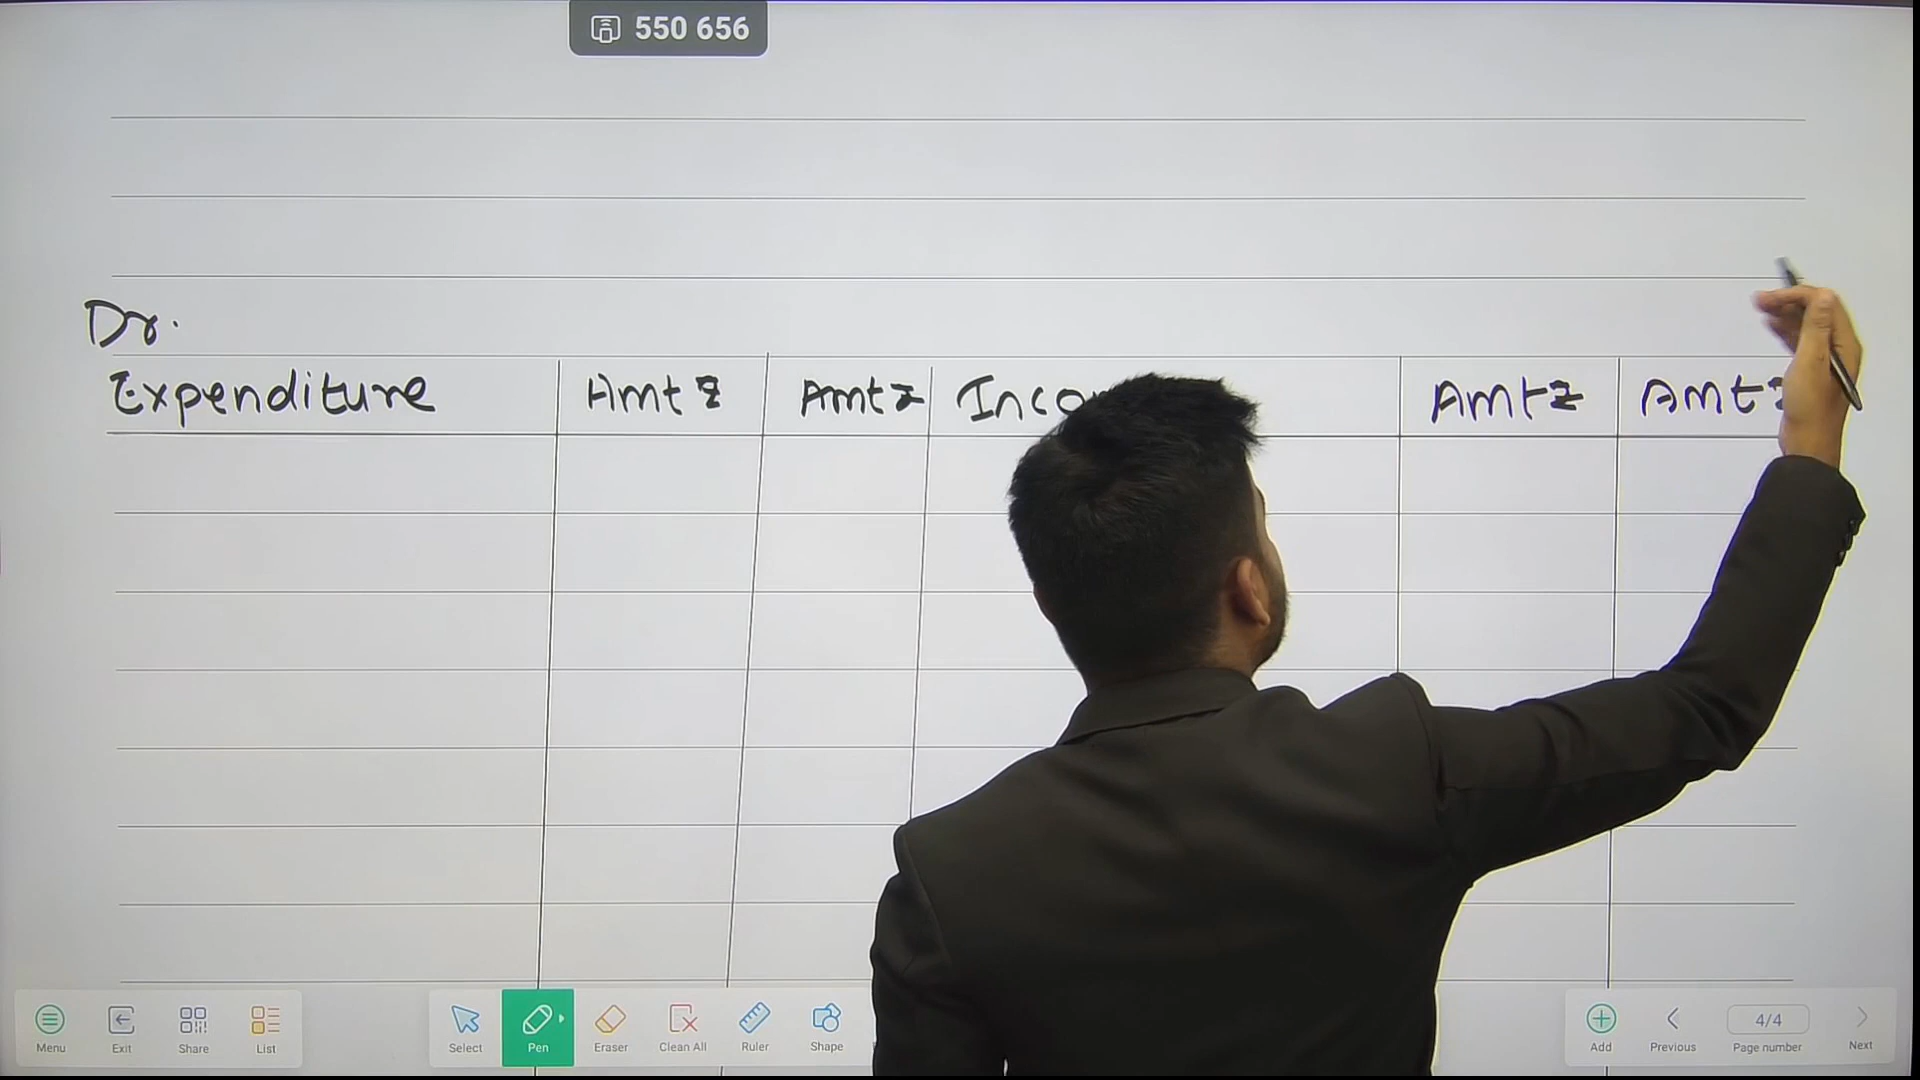 550 656
Dr.
Expenditure Amt ₹ Amt ₹ Inco Amt ₹ Amt ₹
Menu Exit Share List Select Pen Eraser Clean All Ruler Shape Add Previous 4/4 Page number Next